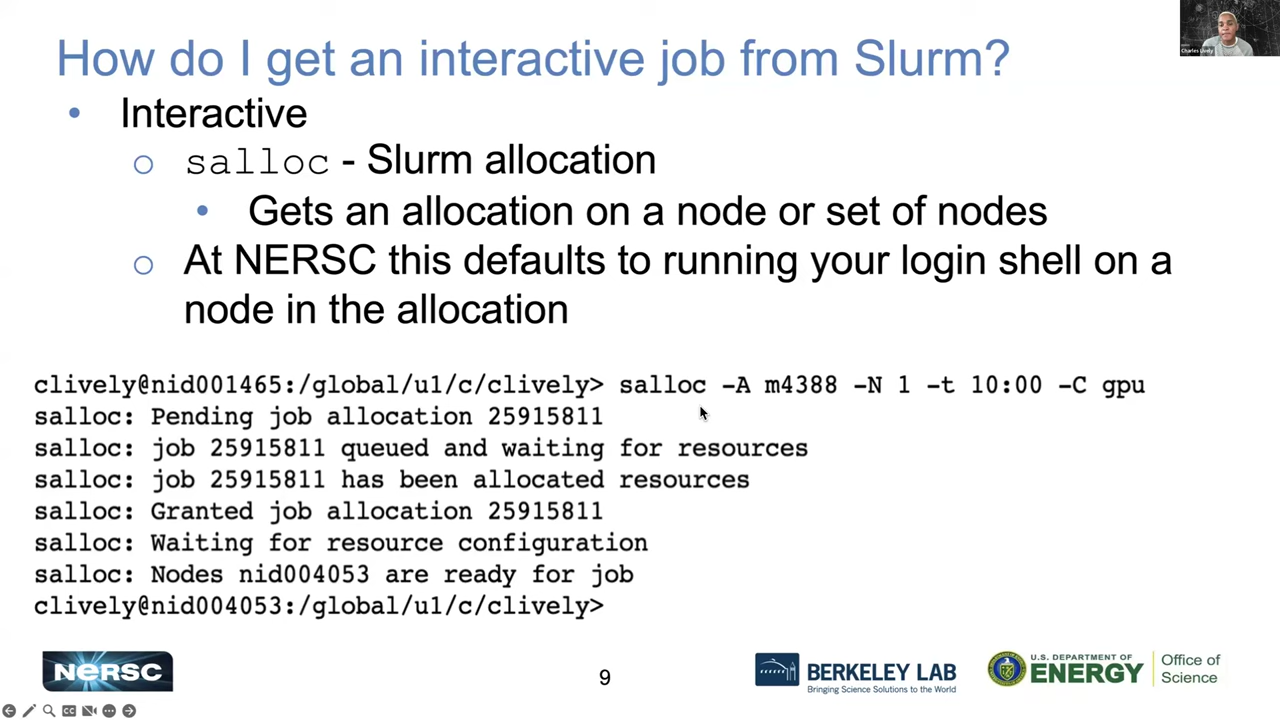 How do I get an interactive job from Slurm?
Charles Lively
• Interactive
o salloc - Slurm allocation
• Gets an allocation on a node or set of nodes
o At NERSC this defaults to running your login shell on a
node in the allocation
clively@nid001465:/global/u1/c/clively> salloc -A m4388 -N 1 -t 10:00 -C gpu
salloc: Pending job allocation 25915811
salloc: job 25915811 queued and waiting for resources
salloc: job 25915811 has been allocated resources
salloc: Granted job allocation 25915811
salloc: Waiting for resource configuration
salloc: Nodes nid004053 are ready for job
clively@nid004053:/global/u1/c/clively>
NERSC
9
BERKELEY LAB
Bringing Science Solutions to the World
U.S. DEPARTMENT OF
ENERGY
Office of
Science